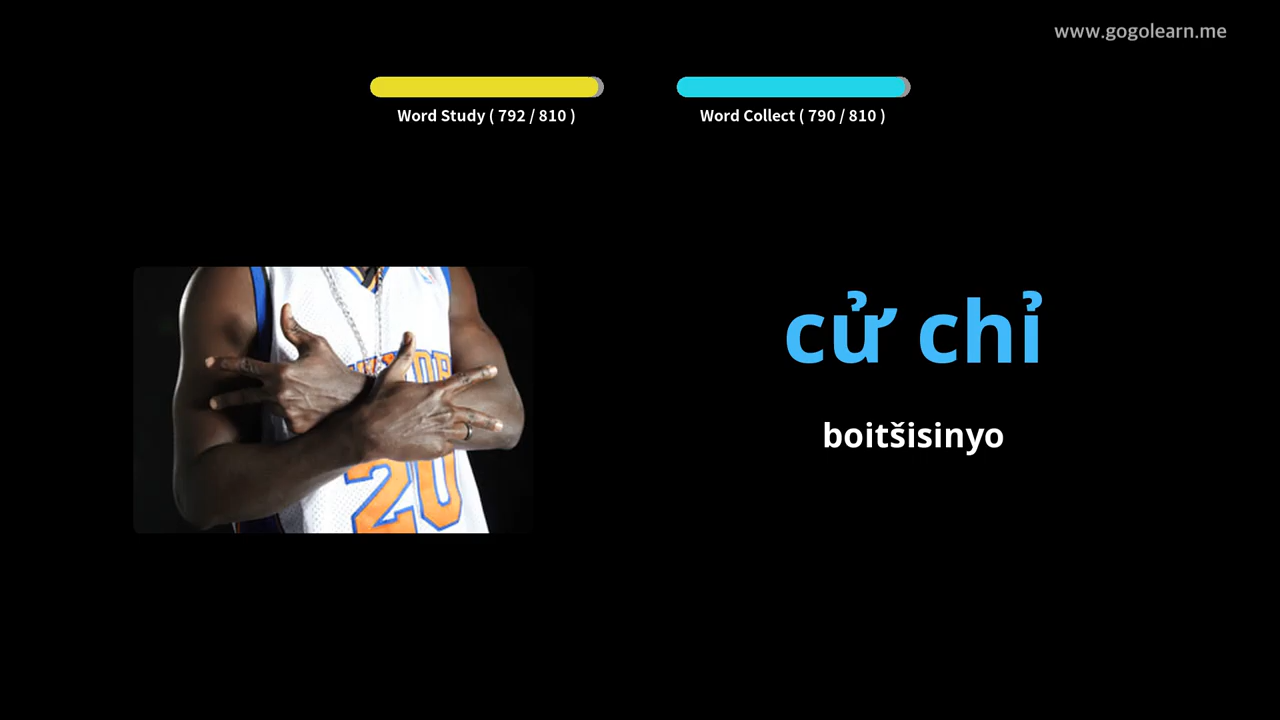 www.gogolearn.me
Word Study ( 792 / 810 )
Word Collect ( 790 / 810 )
cử chỉ
boitšisinyo
20